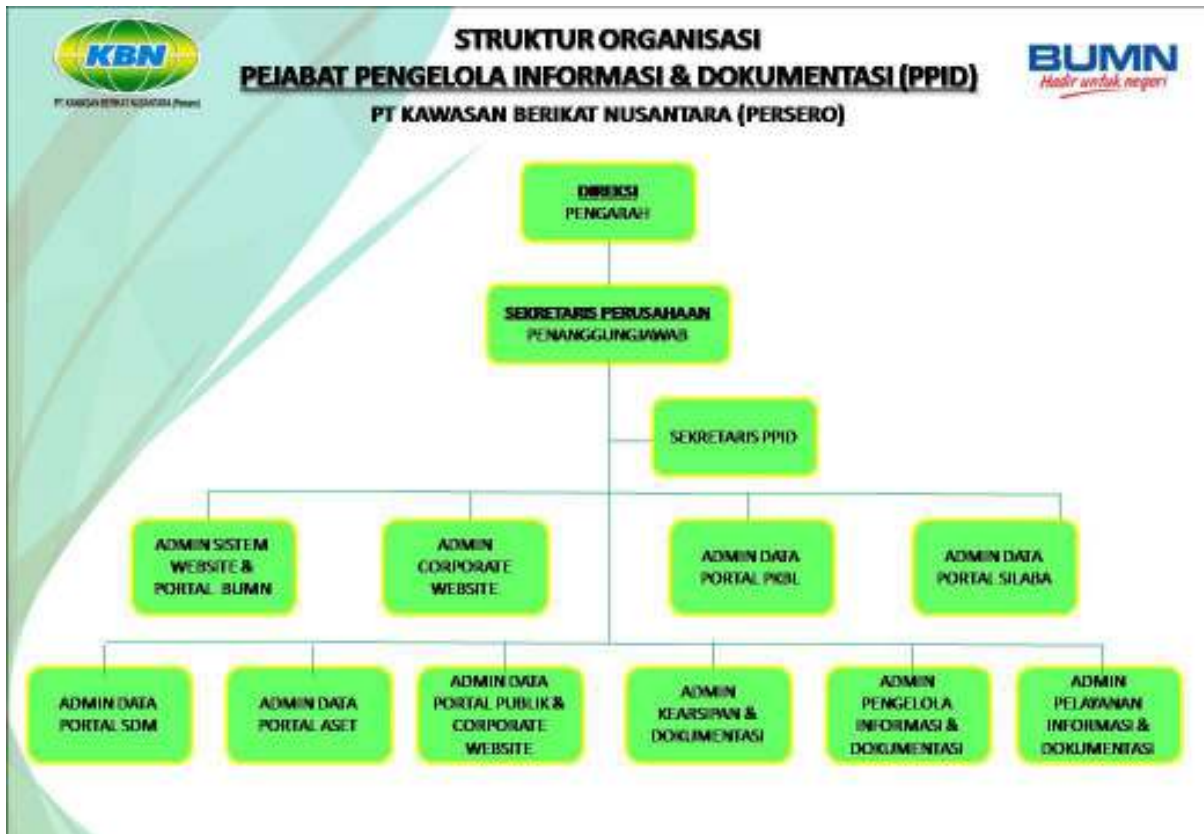 KBN
PT KAWASAN BERIKAT NUSANTARA (Persero)
STRUKTUR ORGANISASI
PEJABAT PENGELOLA INFORMASI & DOKUMENTASI (PPID)
PT KAWASAN BERIKAT NUSANTARA (PERSERO)
BUMN
Hadir untuk negeri
DIREKSI
PENGARAH
SEKRETARIS PERUSAHAAN
PENANGGUNGJAWAB
SEKRETARIS PPID
ADMIN SISTEM
WEBSITE &
PORTAL BUMN
ADMIN
CORPORATE
WEBSITE
ADMIN DATA
PORTAL PKBL
ADMIN DATA
PORTAL SILABA
ADMIN DATA
PORTAL SDM
ADMIN DATA
PORTAL ASET
ADMIN DATA
PORTAL PUBLIK &
CORPORATE
WEBSITE
ADMIN
KEARSIPAN &
DOKUMENTASI
ADMIN
PENGELOLA
INFORMASI &
DOKUMENTASI
ADMIN
PELAYANAN
INFORMASI &
DOKUMENTASI